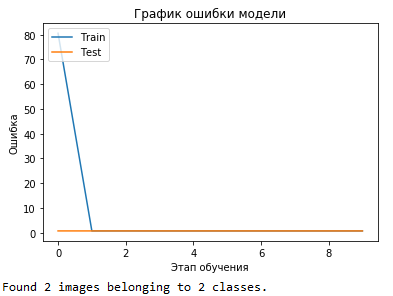 График ошибки модели
Train
Test
80
70
60
50
40
30
20
10
0
Ошибка
0
2
4
6
8
Этап обучения
Found 2 images belonging to 2 classes.